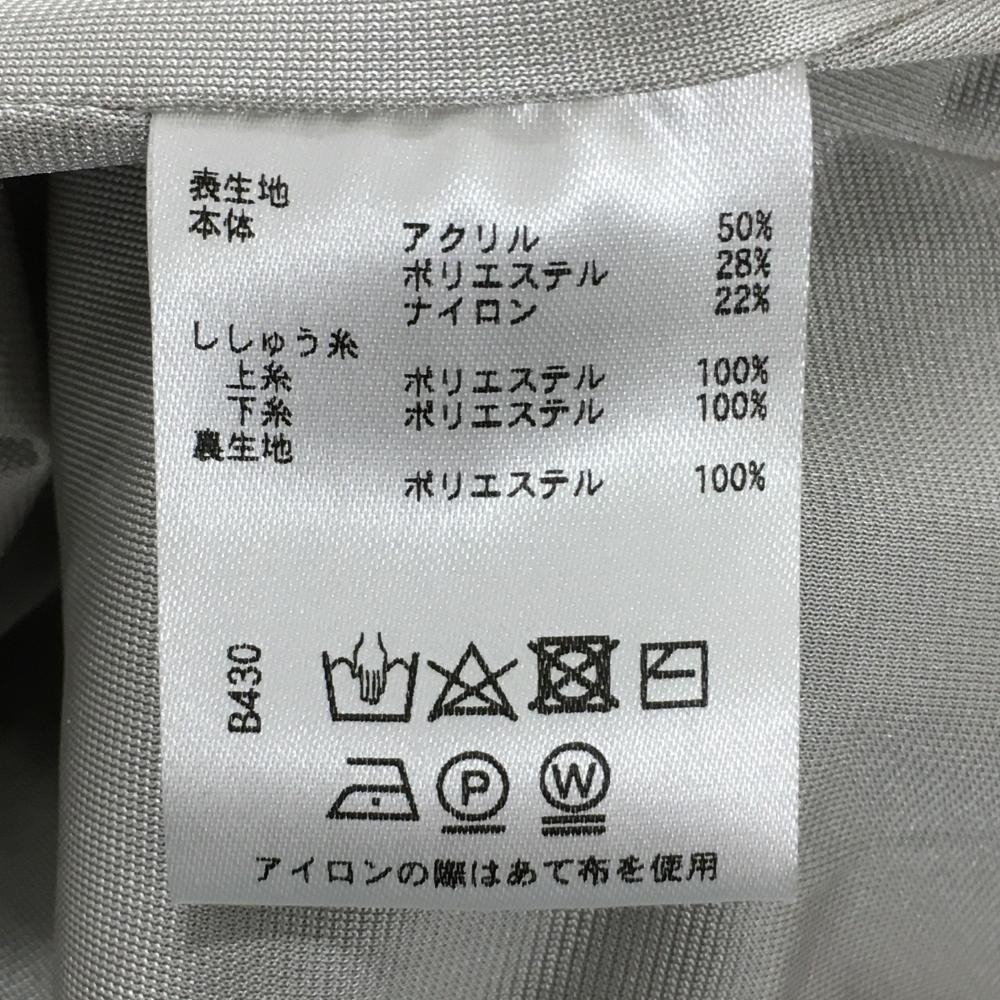 表生地
本体
アクリル 50%
ポリエステル 28%
ナイロン 22%
ししゅう糸
上糸 ポリエステル 100%
下糸 ポリエステル 100%
裏生地
ポリエステル 100%
B430
P W
アイロンの際はあて布を使用